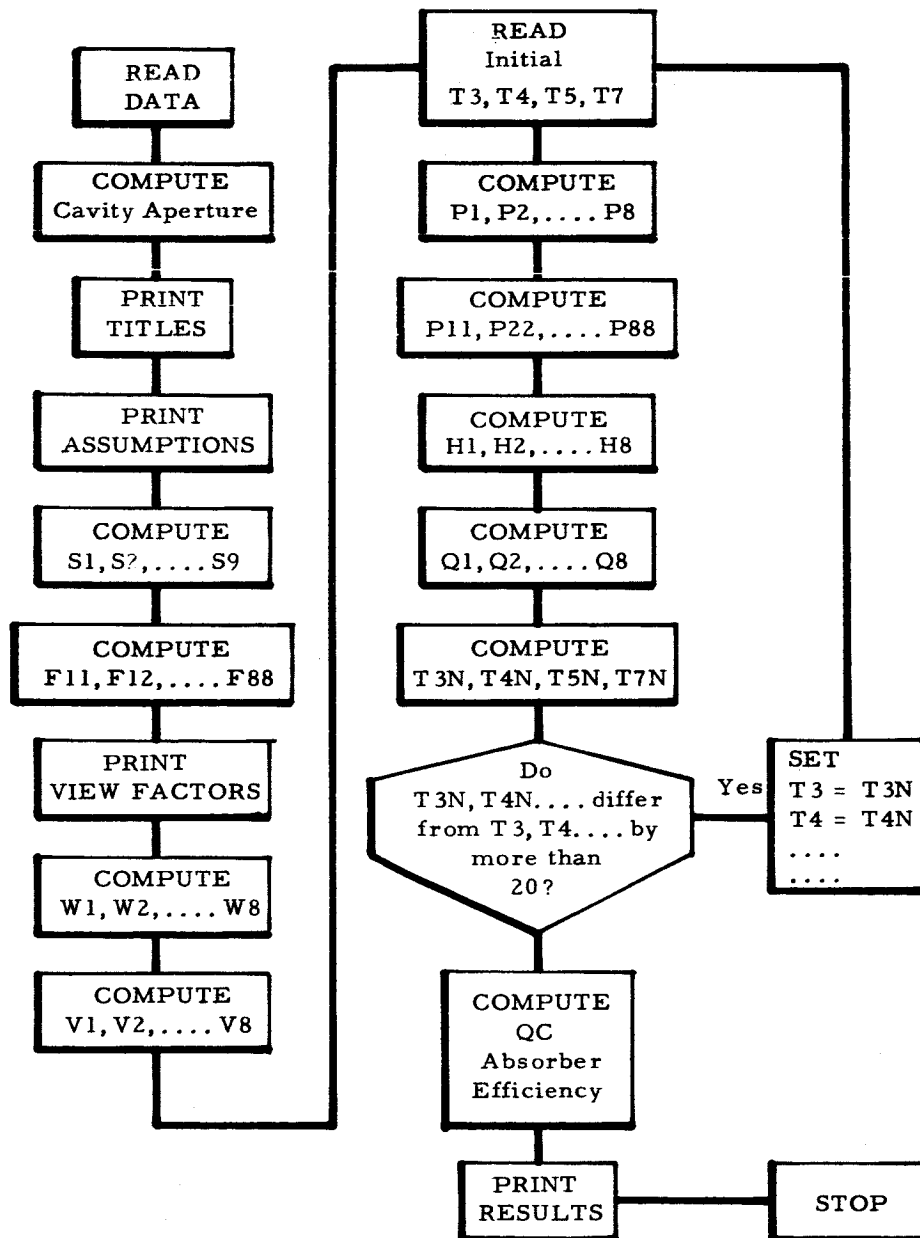 READ
DATA
COMPUTE
Cavity Aperture
PRINT
TITLES
PRINT
ASSUMPTIONS
COMPUTE
S1, S?, .... S9
COMPUTE
F11, F12, .... F88
PRINT
VIEW FACTORS
COMPUTE
W1, W2, .... W8
COMPUTE
V1, V2, .... V8
READ
Initial
T3, T4, T5, T7
COMPUTE
P1, P2, .... P8
COMPUTE
P11, P22, .... P88
COMPUTE
H1, H2, .... H8
COMPUTE
Q1, Q2, .... Q8
COMPUTE
T3N, T4N, T5N, T7N
Do
T3N, T4N .... differ
from T3, T4 .... by
more than
20?
Yes
SET
T3 = T3N
T4 = T4N
....
....
COMPUTE
QC
Absorber
Efficiency
PRINT
RESULTS
STOP